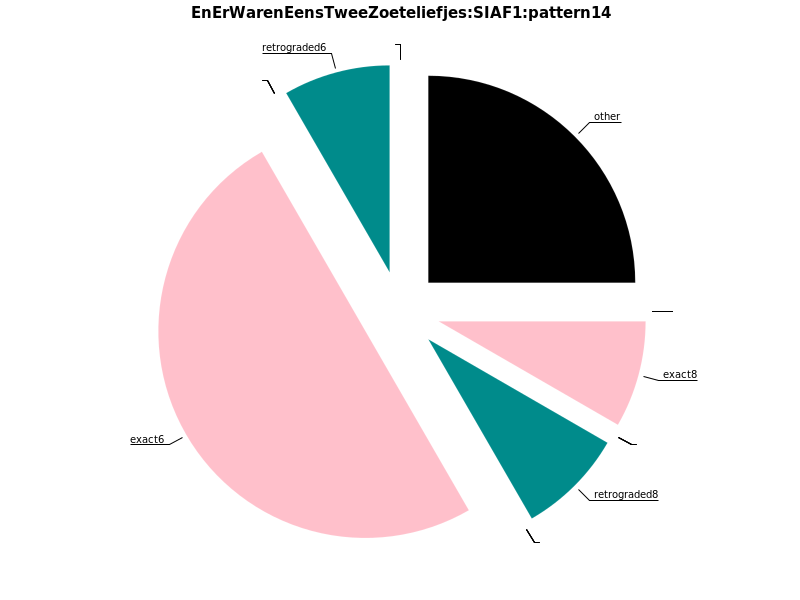 EnErWarenEensTweeZoeteliefjes:SIAF1:pattern14
retrograded6
other
exact8
exact6
retrograded8